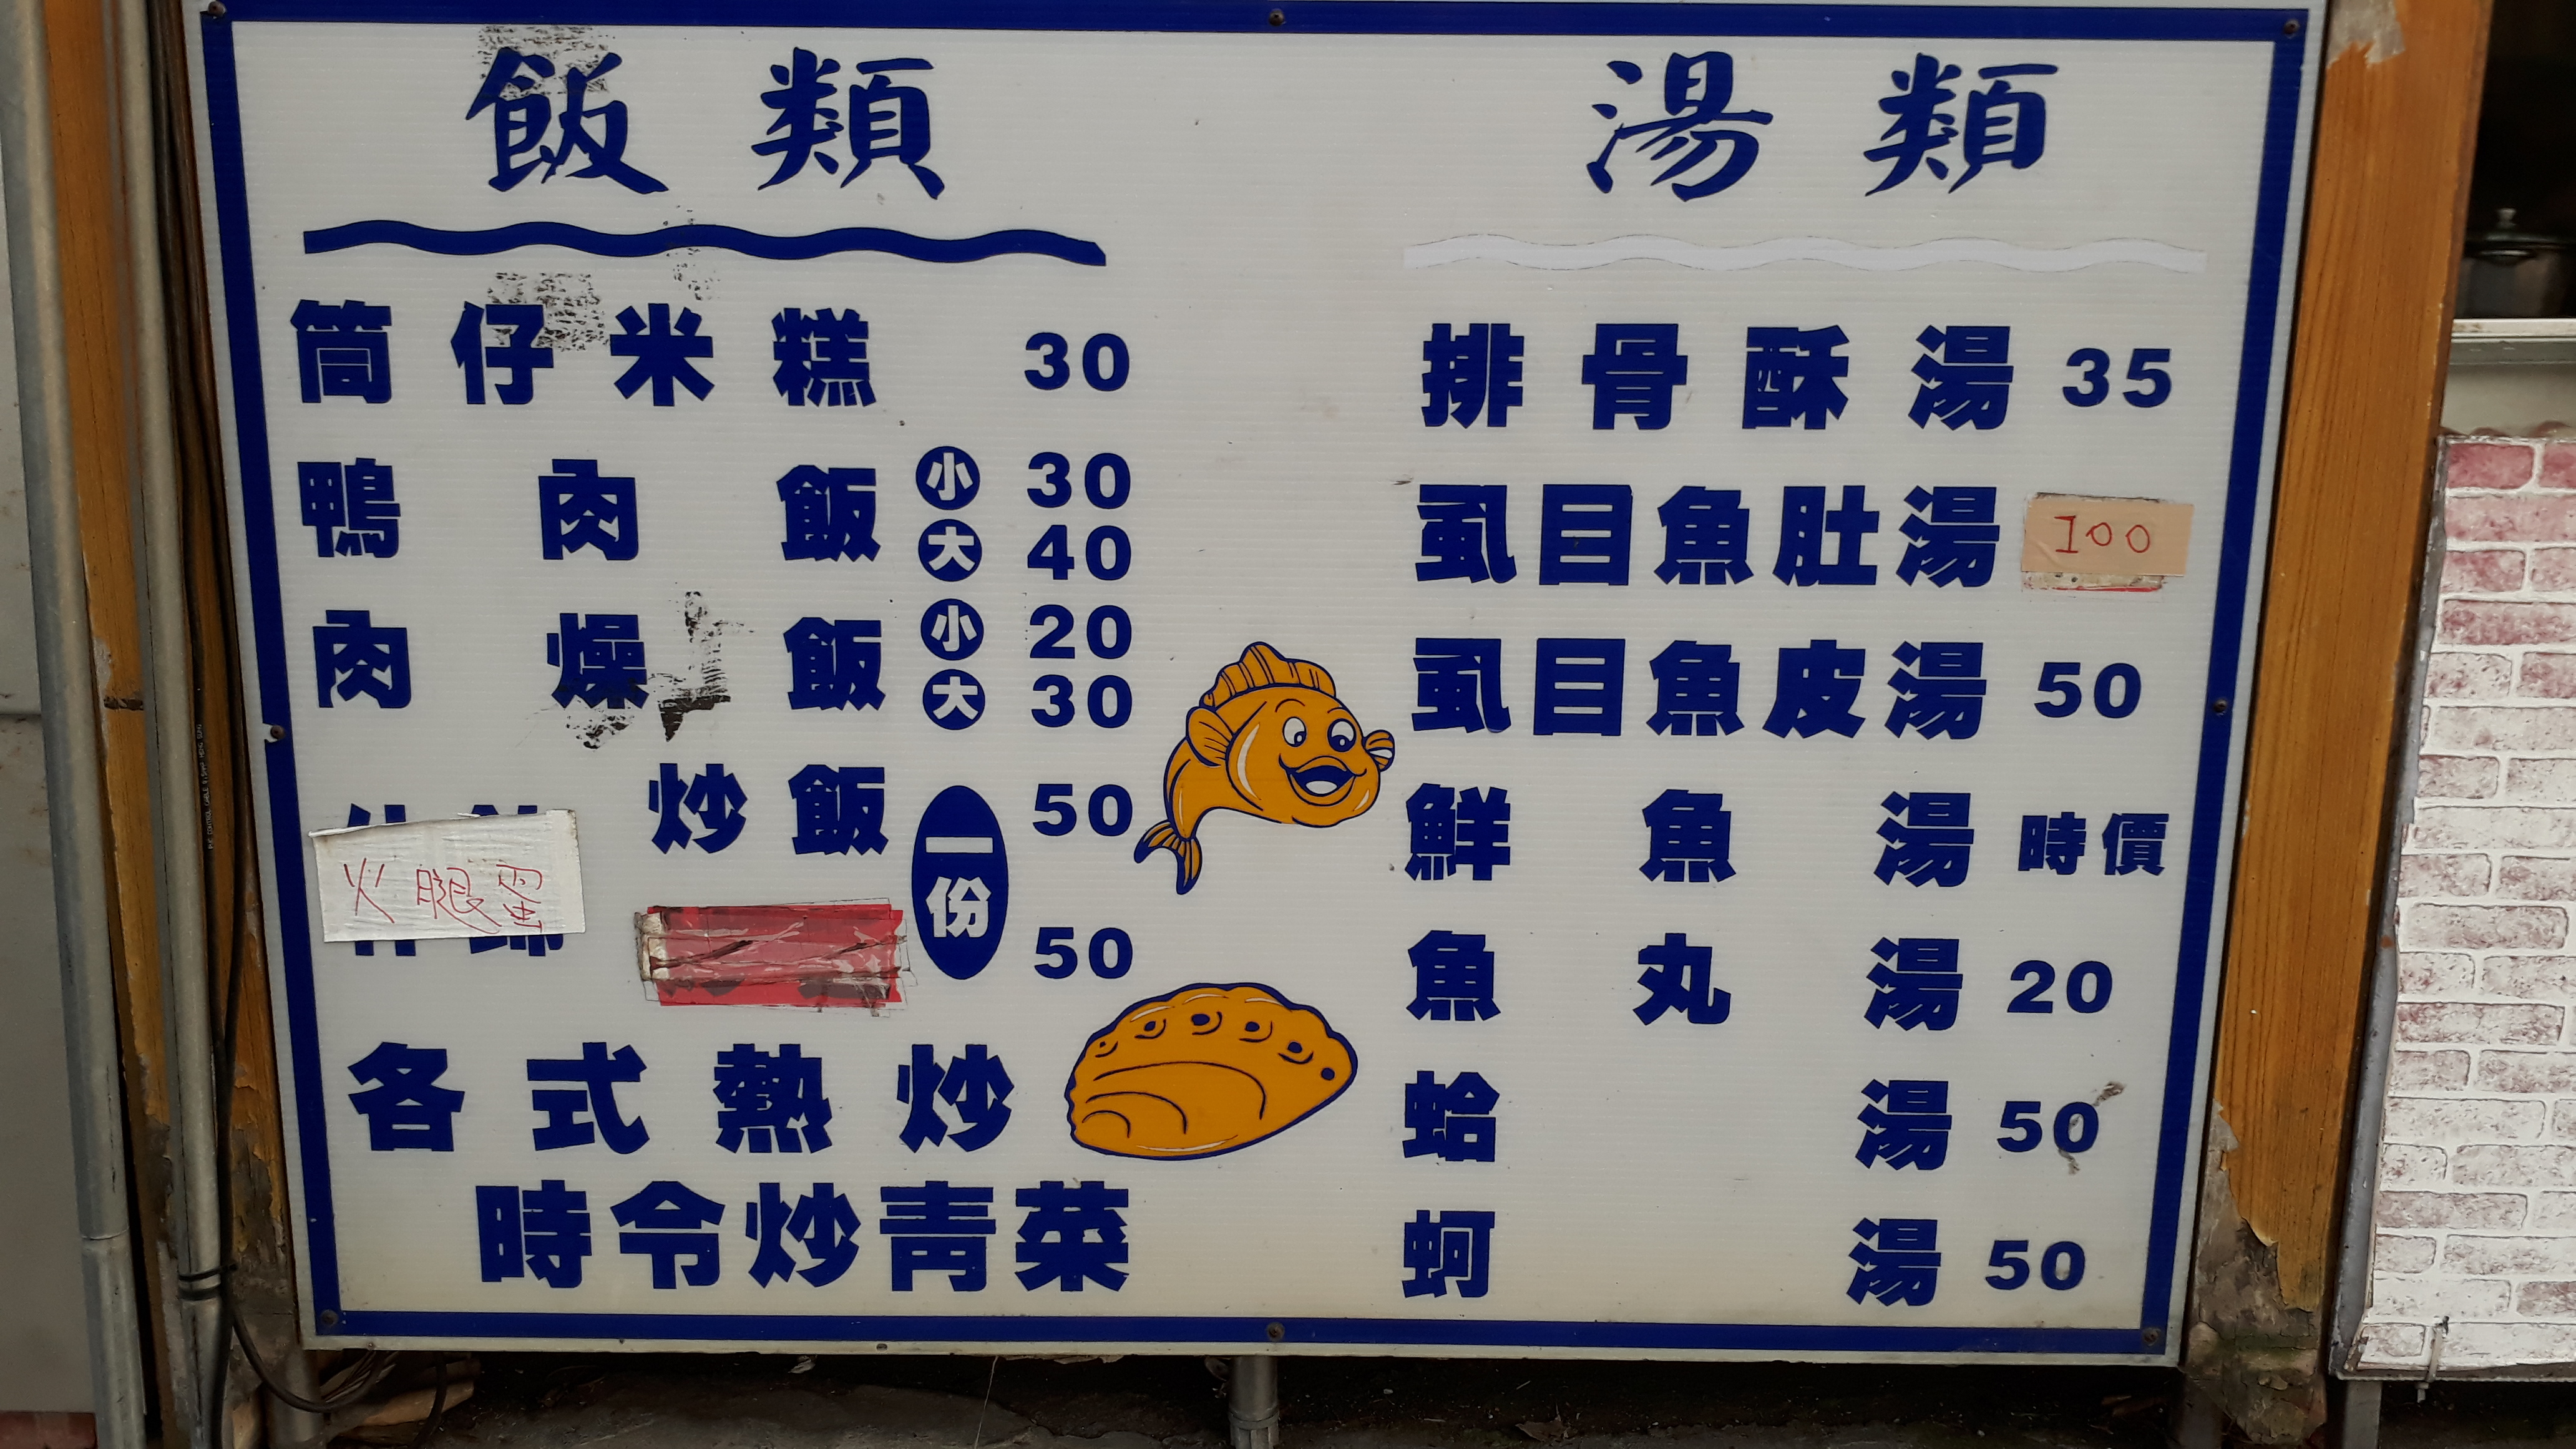 飯類
筒仔米糕 30
鴨肉飯 小 30
大 40
肉燥飯 小 20
大 30
火腿蛋 炒飯 一份 50
50
各式熱炒
時令炒青菜
湯類
排骨酥湯 35
虱目魚肚湯 100
虱目魚皮湯 50
鮮魚湯 時價
魚丸湯 20
蛤湯 50
蚵湯 50